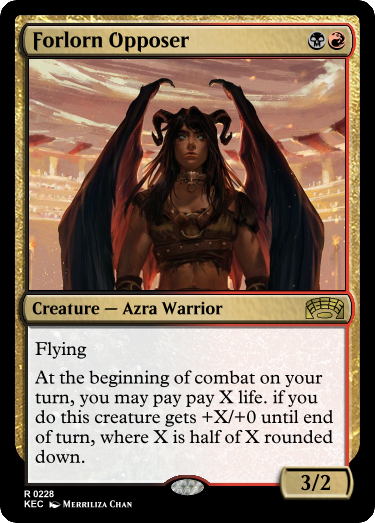 Forlorn Opposer
Creature — Azra Warrior
Flying
At the beginning of combat on your
turn, you may pay pay X life. if you
do this creature gets +X/+0 until end
of turn, where X is half of X rounded
down.
3/2
R 0228
KEC Merriliza Chan